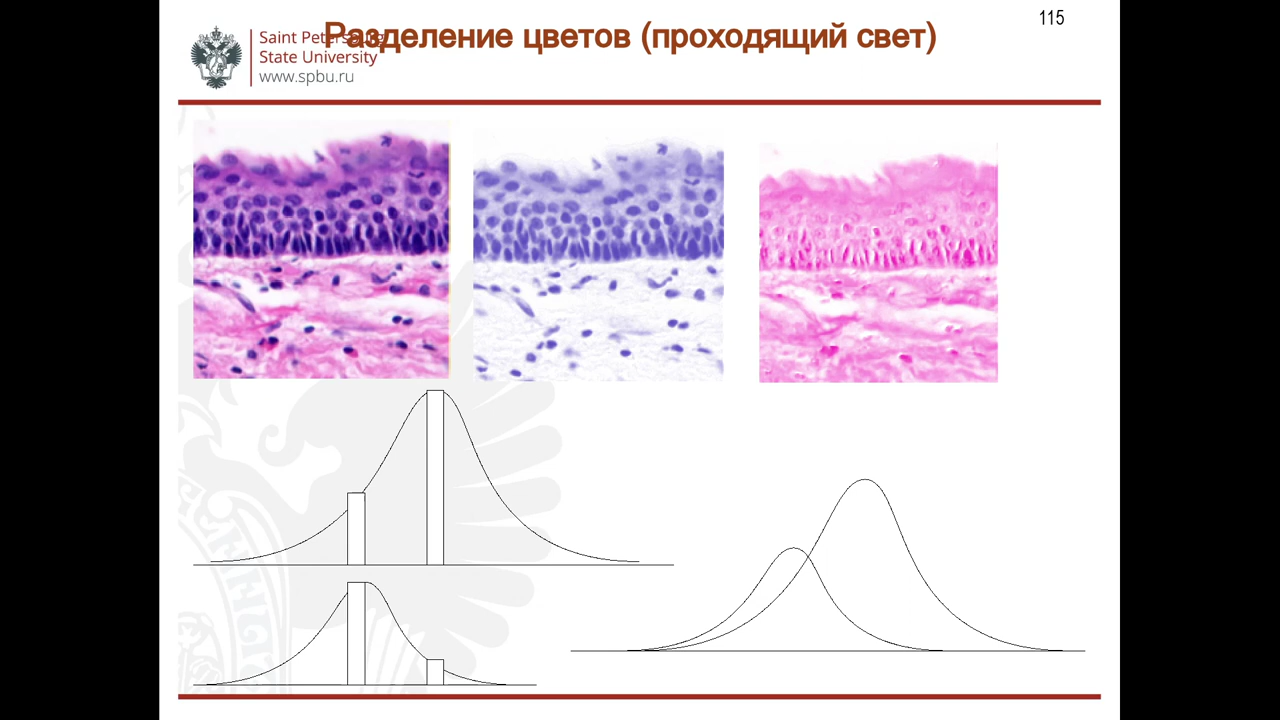 115
Разделение цветов (проходящий свет)
Saint Petersburg
State University
www.spbu.ru